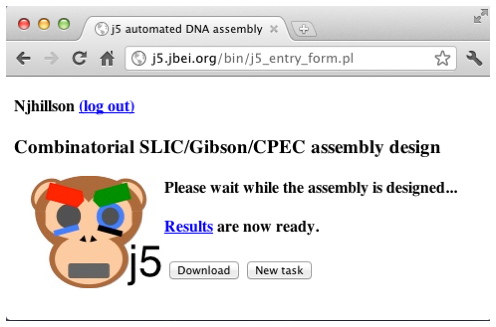 j5 automated DNA assembly
j5.jbei.org/bin/j5_entry_form.pl
Njhillson (log out)
Combinatorial SLIC/Gibson/CPEC assembly design
Please wait while the assembly is designed...
Results are now ready.
j5
Download New task